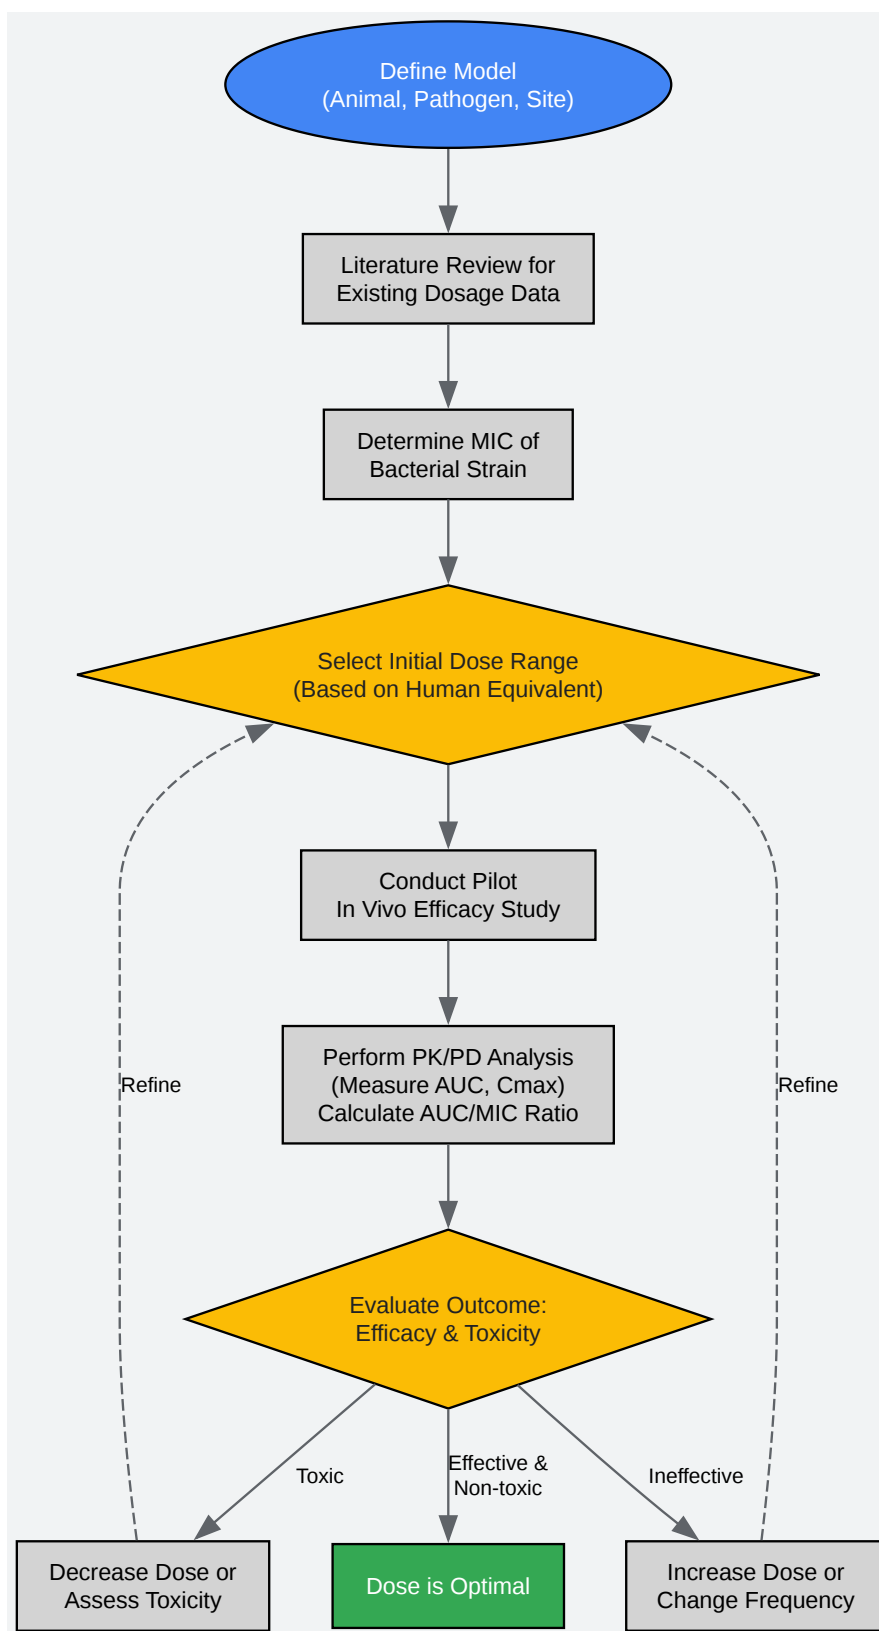 Define Model
(Animal, Pathogen, Site)
Literature Review for
Existing Dosage Data
Determine MIC of
Bacterial Strain
Select Initial Dose Range
(Based on Human Equivalent)
Conduct Pilot
In Vivo Efficacy Study
Perform PK/PD Analysis
(Measure AUC, Cmax)
Calculate AUC/MIC Ratio
Refine
Refine
Evaluate Outcome:
Efficacy & Toxicity
Toxic
Effective &
Non-toxic
Ineffective
Decrease Dose or
Assess Toxicity
Dose is Optimal
Increase Dose or
Change Frequency